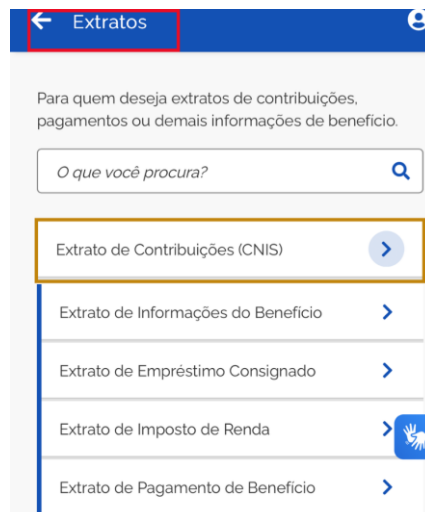 Extratos
Para quem deseja extratos de contribuições,
pagamentos ou demais informações de benefício.
O que você procura?
Extrato de Contribuições (CNIS)
Extrato de Informações do Benefício
Extrato de Empréstimo Consignado
Extrato de Imposto de Renda
Extrato de Pagamento de Benefício